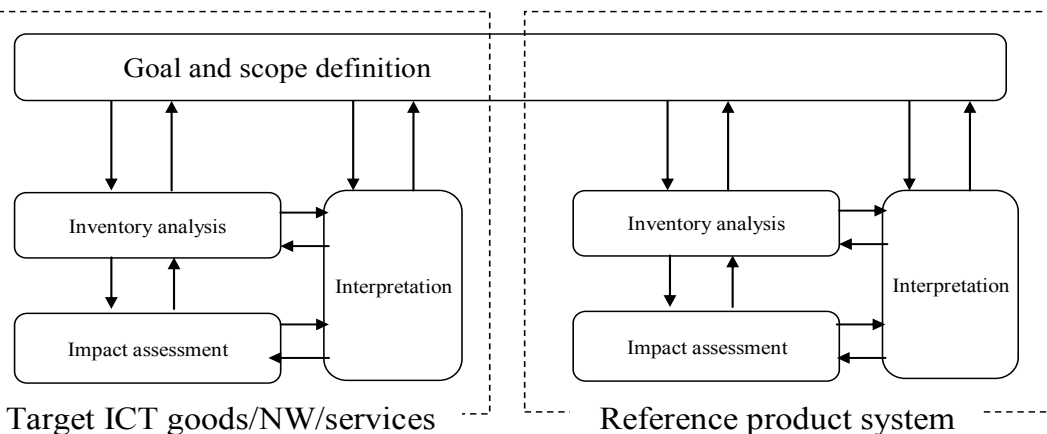 Goal and scope definition
Inventory analysis
Interpretation
Impact assessment
Target ICT goods/NW/services
Inventory analysis
Interpretation
Impact assessment
Reference product system